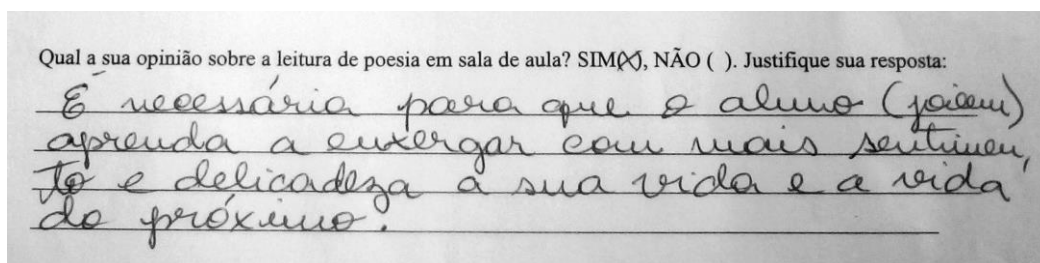 Qual a sua opinião sobre a leitura de poesia em sala de aula? SIM(X), NÃO ( ). Justifique sua resposta:
É necessária para que o aluno (joicem)
aprenda a enxergar com mais sentimen,
to e delicadeza a sua vida e a vida
do próximo.